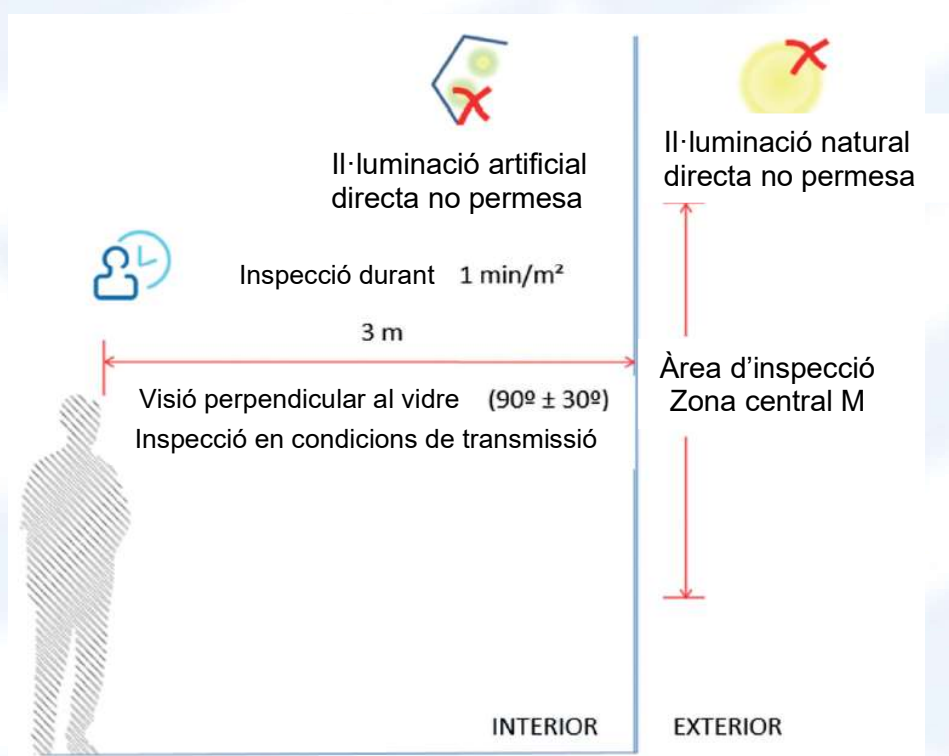 Il·luminació artificial
directa no permesa
Il·luminació natural
directa no permesa
Inspecció durant 1 min/m²
3 m
Visió perpendicular al vidre (90º ± 30º)
Inspecció en condicions de transmissió
Àrea d’inspecció
Zona central M
INTERIOR
EXTERIOR